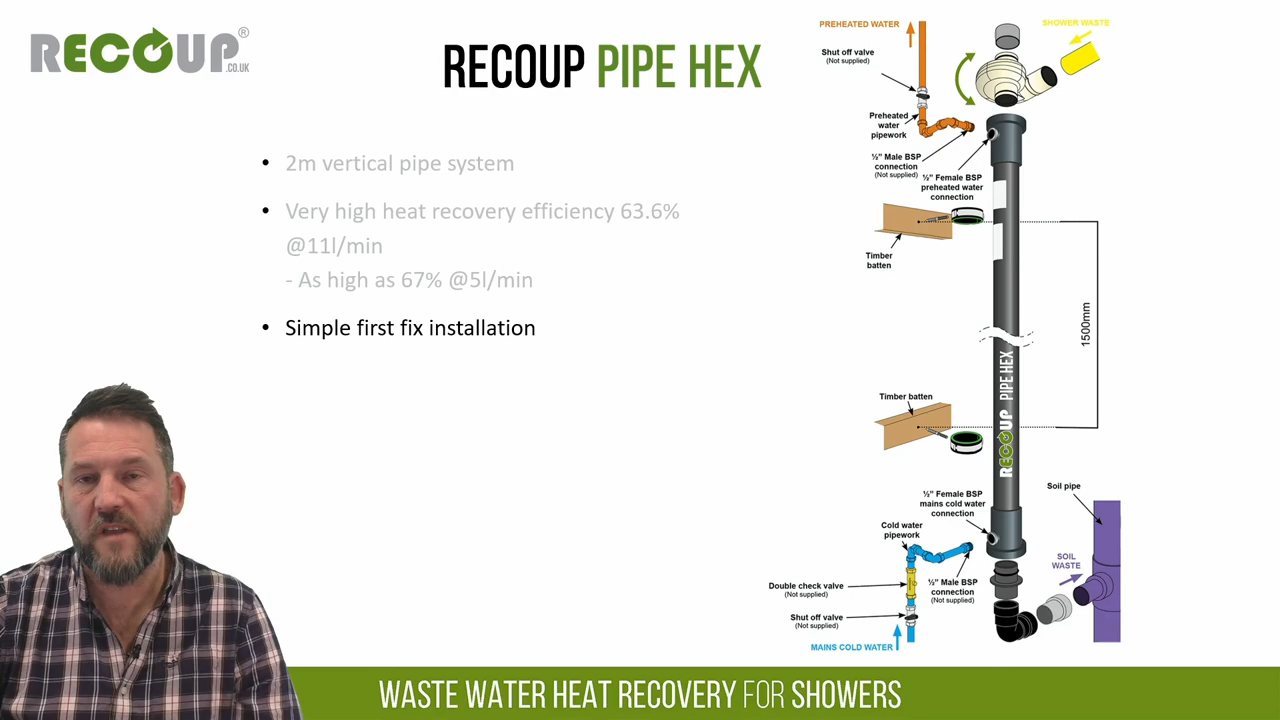 RECOUP®
.CO.UK
RECOUP PIPE HEX
• 2m vertical pipe system
• Very high heat recovery efficiency 63.6%
@11l/min
- As high as 67% @5l/min
• Simple first fix installation
PREHEATED WATER
SHOWER WASTE
Shut off valve
(Not supplied)
Preheated
water
pipework
½" Male BSP
connection
(Not supplied)
½" Female BSP
preheated water
connection
Timber
batten
1500mm
RECOUP PIPE HEX
Timber batten
½" Female BSP
mains cold water
connection
Soil pipe
Cold water
pipework
SOIL
WASTE
Double check valve
(Not supplied)
½" Male BSP
connection
(Not supplied)
Shut off valve
(Not supplied)
MAINS COLD WATER
WASTE WATER HEAT RECOVERY FOR SHOWERS